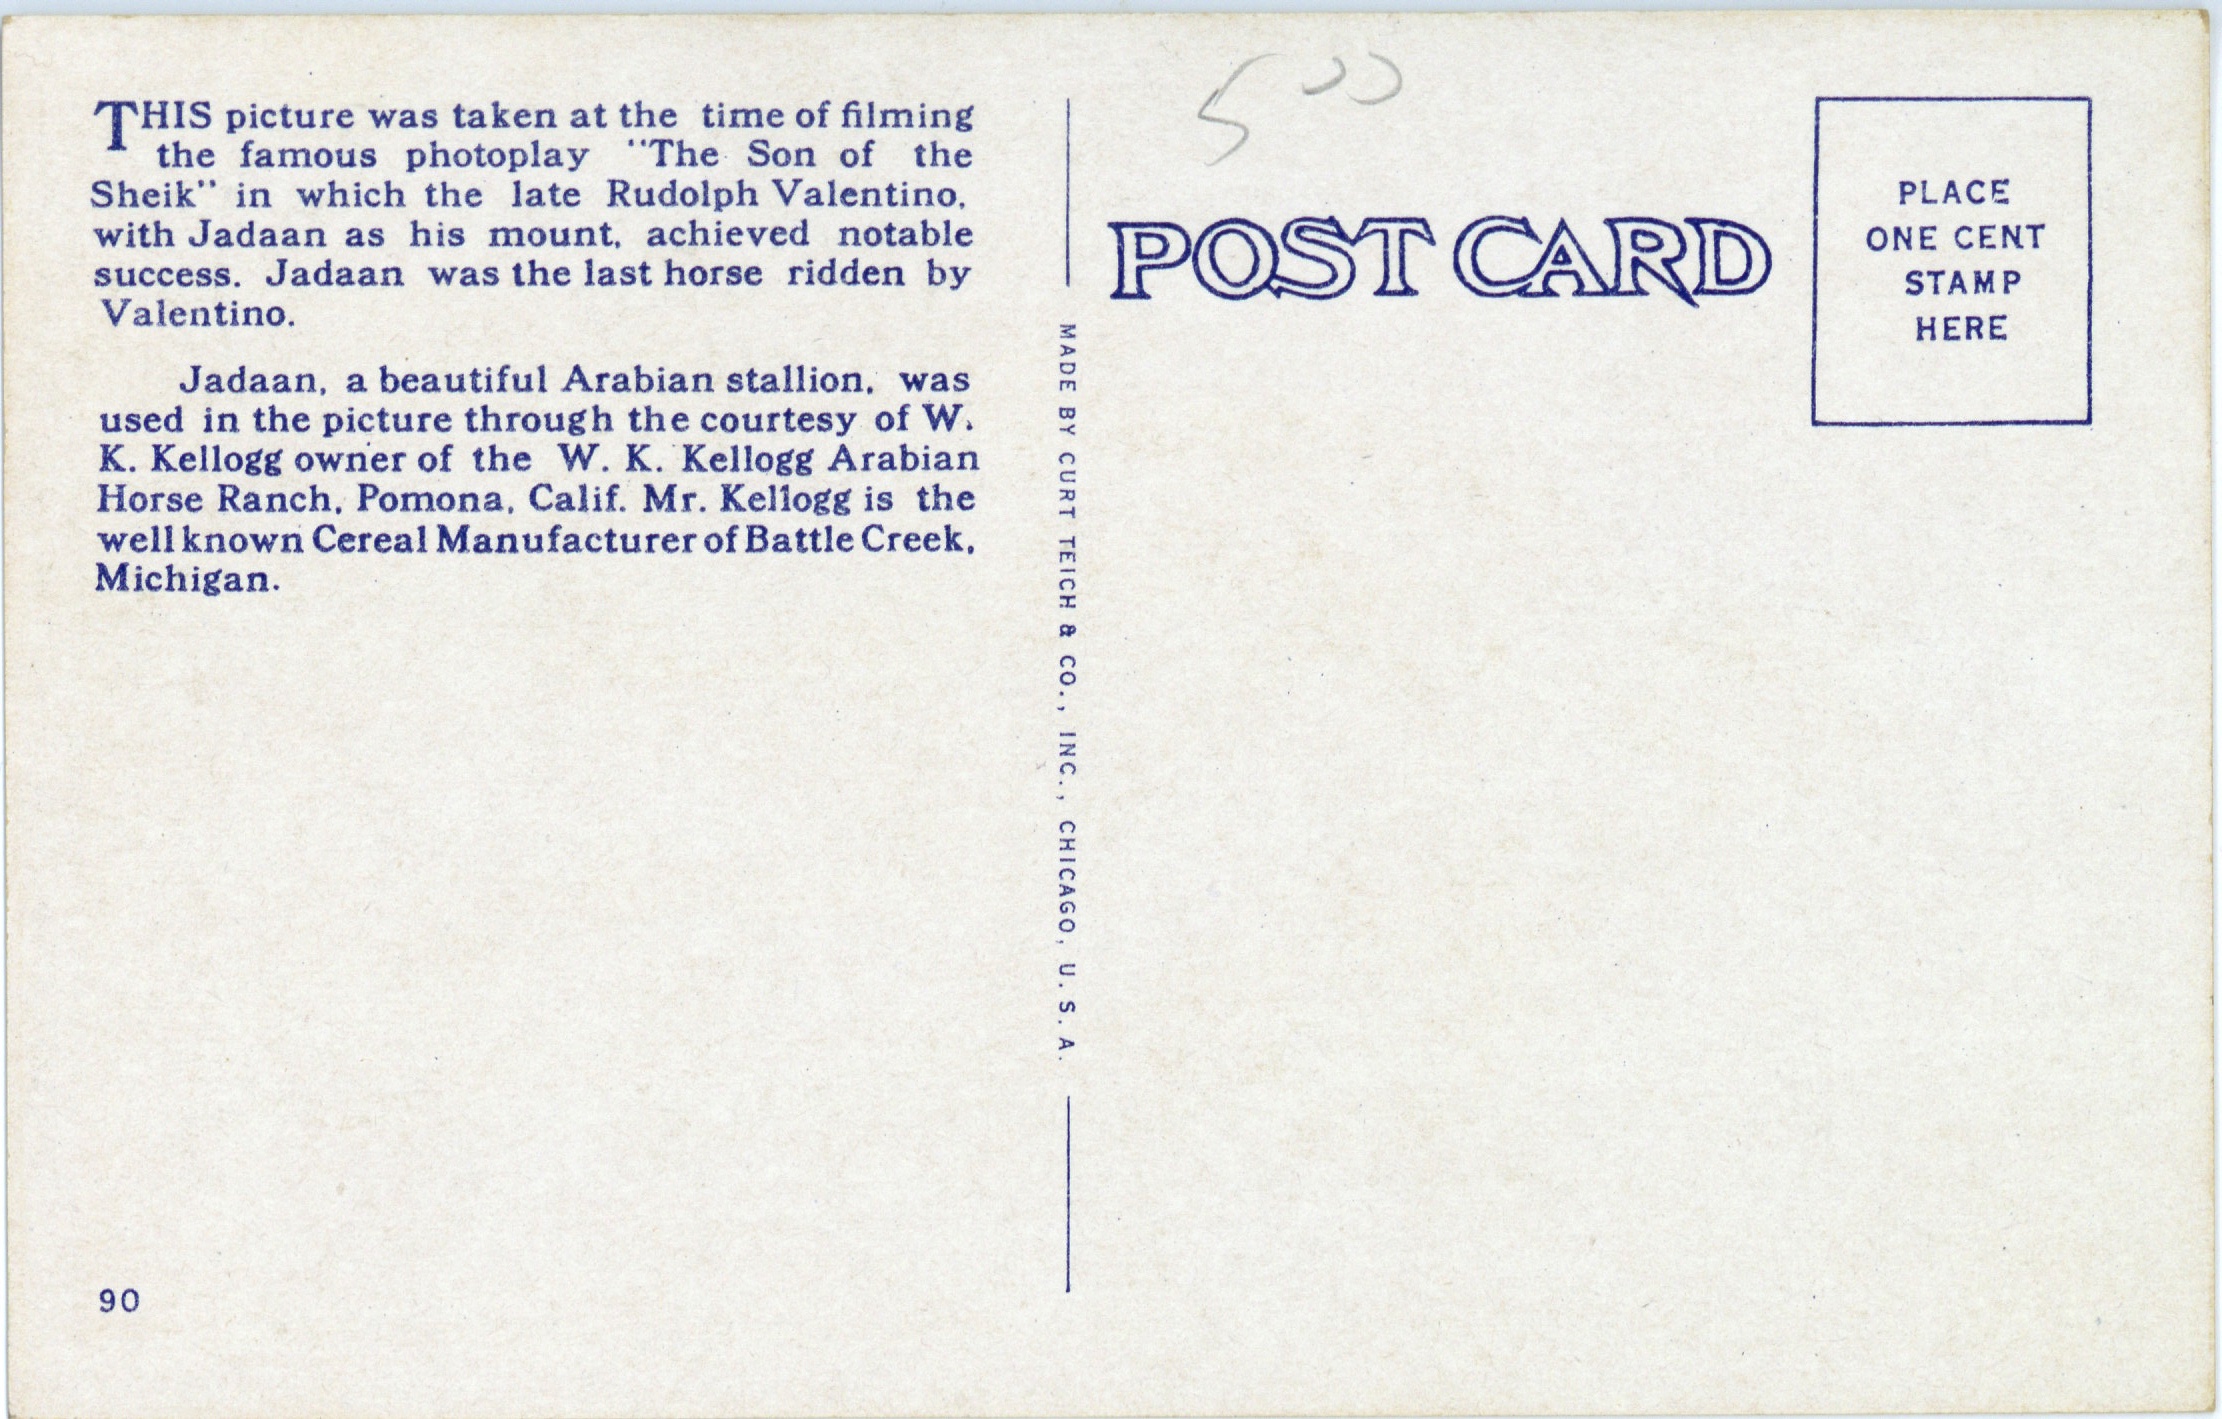 THIS picture was taken at the time of filming
the famous photoplay "The Son of the
Sheik" in which the late Rudolph Valentino,
with Jadaan as his mount, achieved notable
success. Jadaan was the last horse ridden by
Valentino.
Jadaan, a beautiful Arabian stallion, was
used in the picture through the courtesy of W.
K. Kellogg owner of the W. K. Kellogg Arabian
Horse Ranch, Pomona, Calif. Mr. Kellogg is the
well known Cereal Manufacturer of Battle Creek,
Michigan.
90
MADE BY CURT TEICH & CO., INC., CHICAGO, U. S. A.
5 00
POST CARD
PLACE
ONE CENT
STAMP
HERE